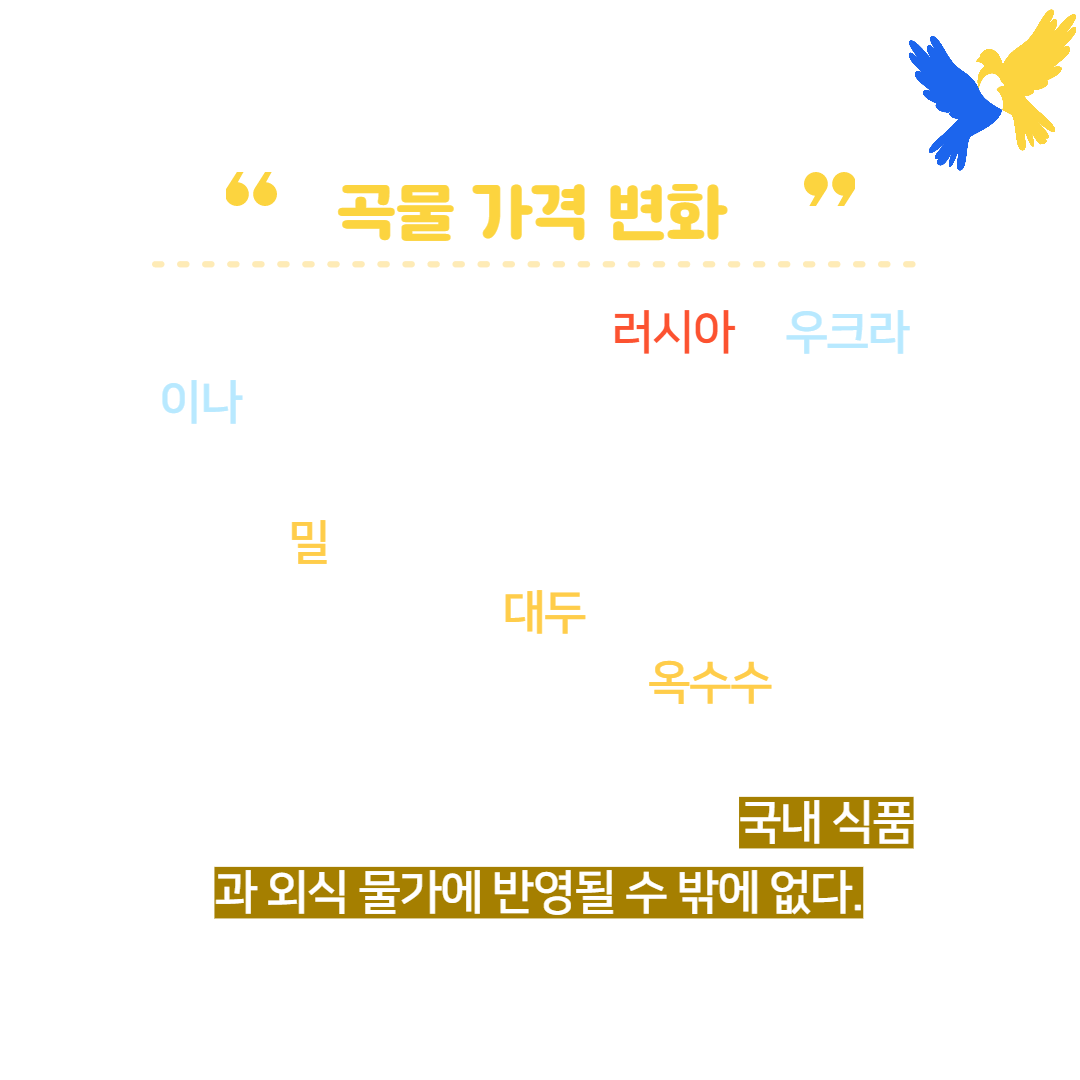 “ 곡물 가격 변화 ”
러시아 우크라
이나
밀
대두
옥수수
국내 식품
과 외식 물가에 반영될 수 밖에 없다.